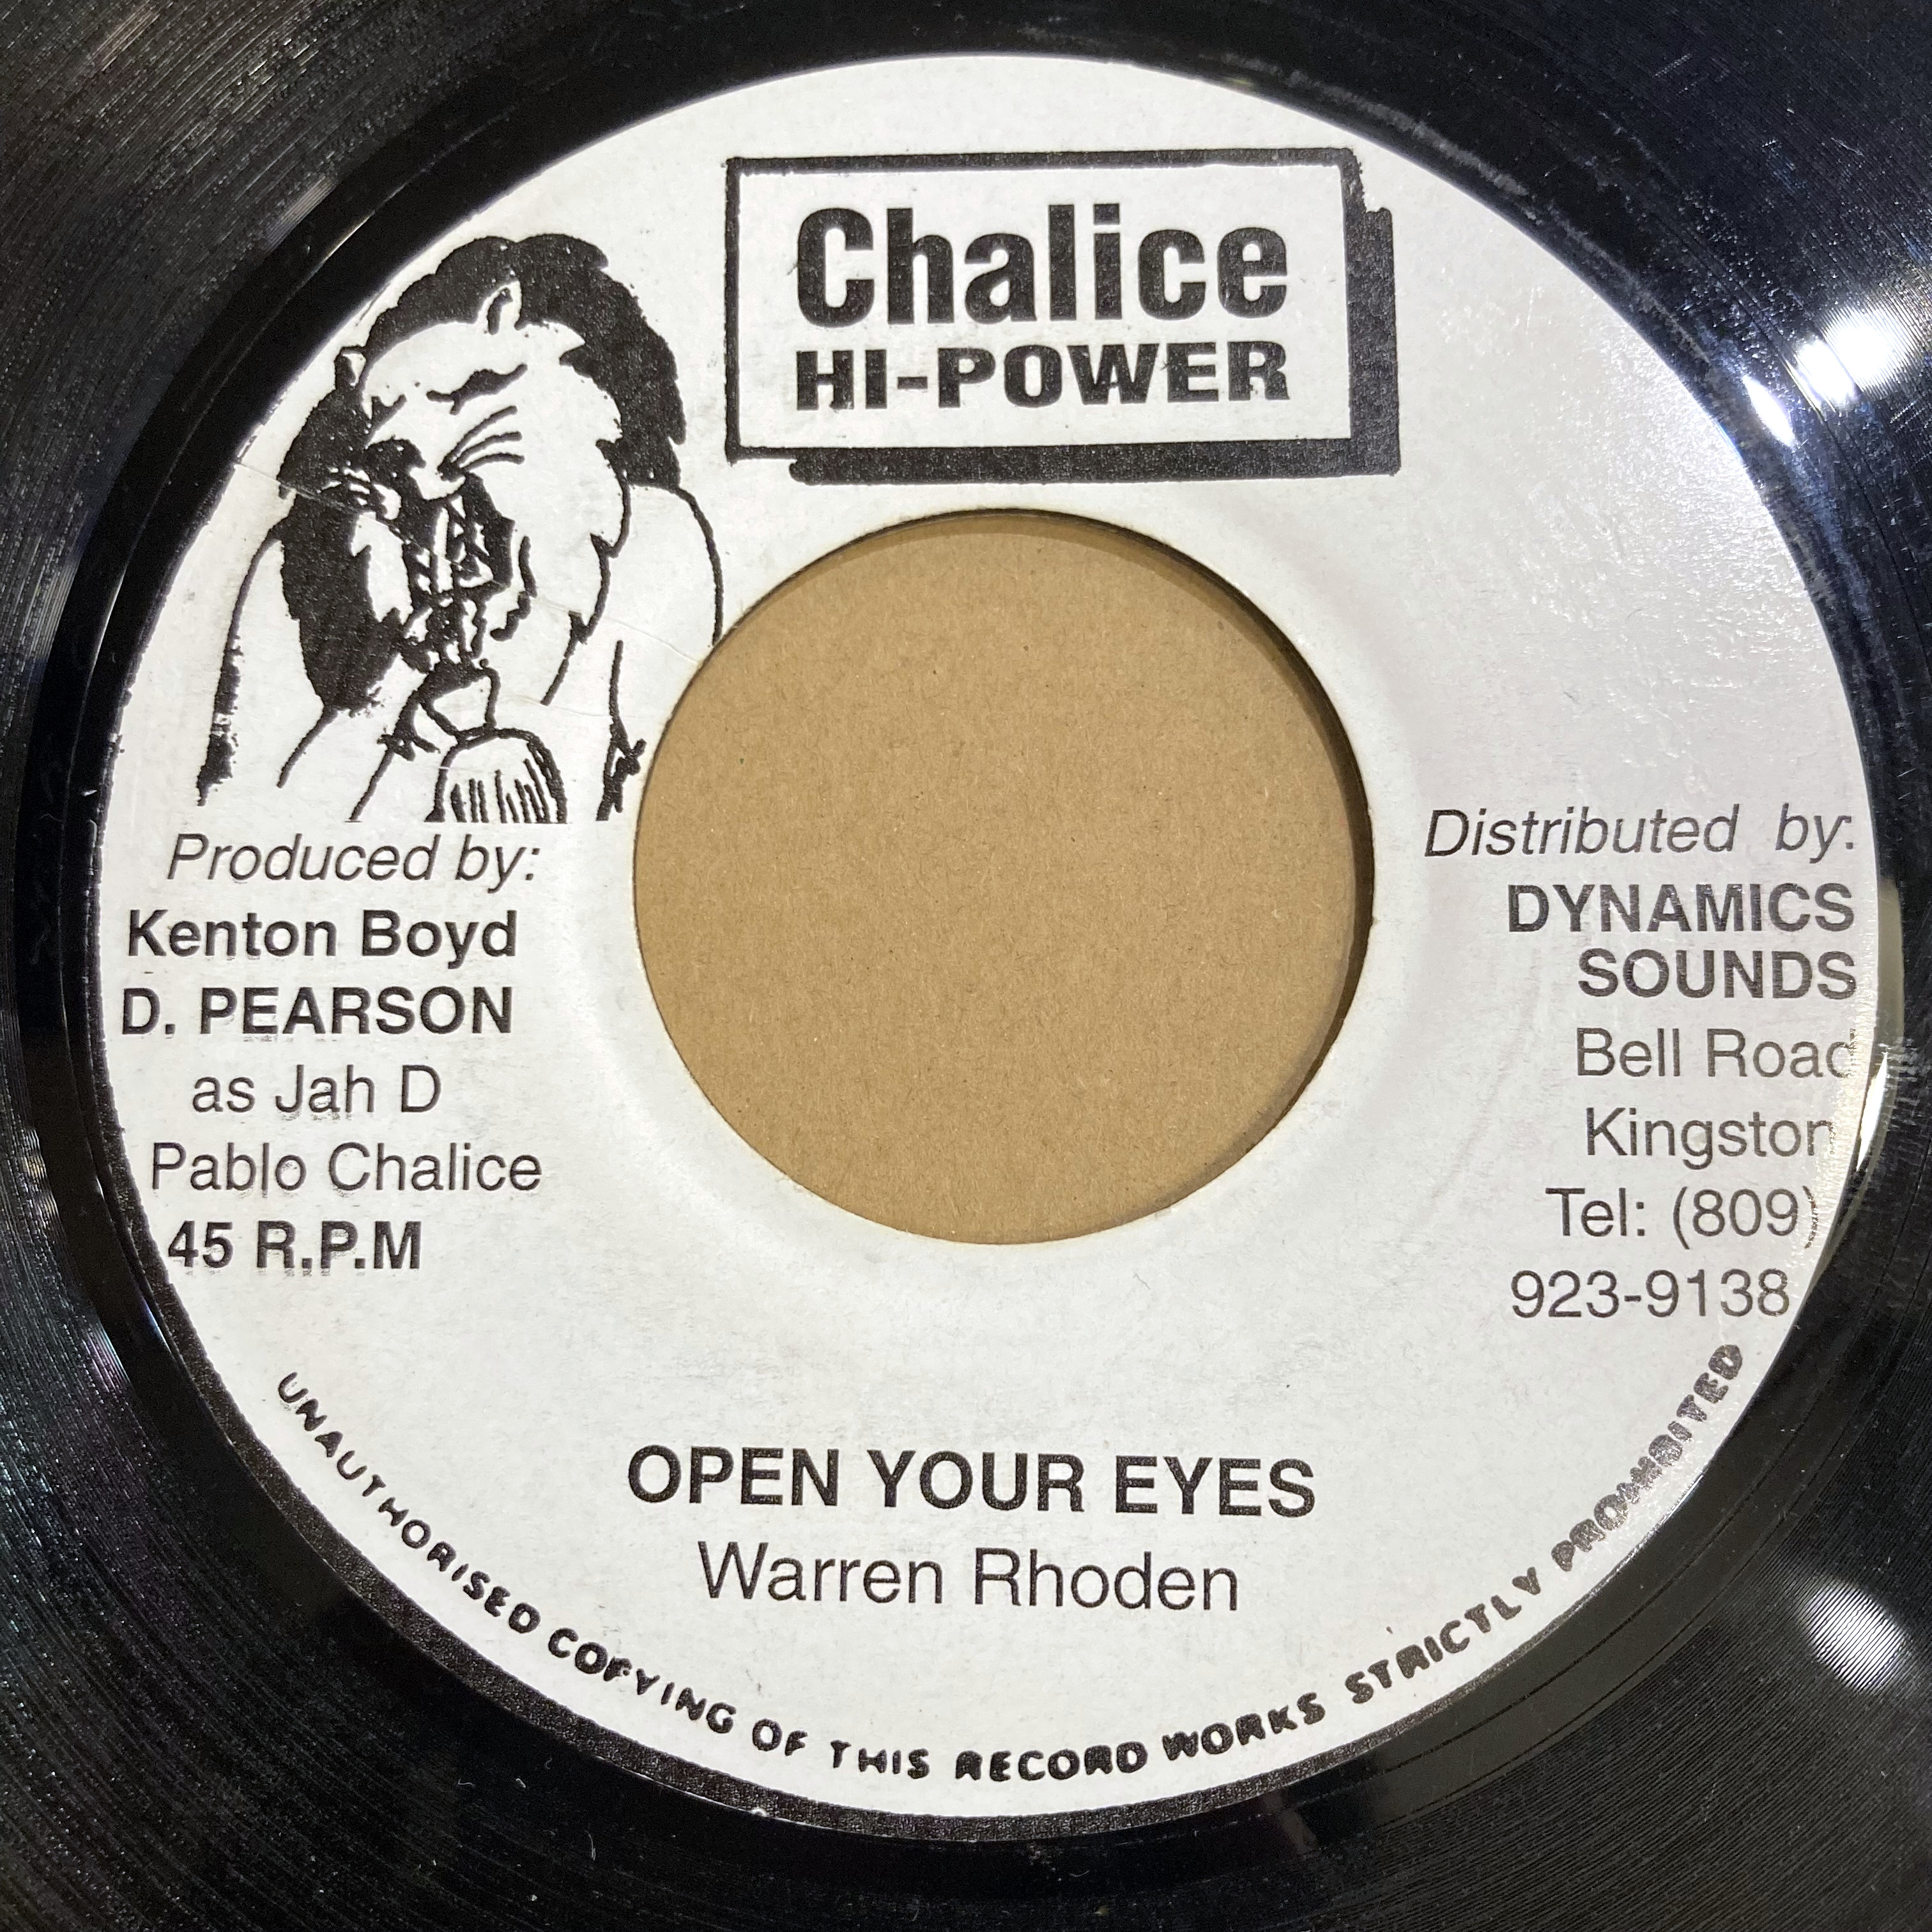 Chalice
HI-POWER
Produced by:
Kenton Boyd
D. PEARSON
as Jah D
Pablo Chalice
45 R.P.M
Distributed by:
DYNAMICS
SOUNDS
Bell Road
Kingston
Tel: (809)
923-9138
OPEN YOUR EYES
Warren Rhoden
UNAUTHORISED COPYING OF THIS RECORD WORKS STRICTLY PROHIBITED